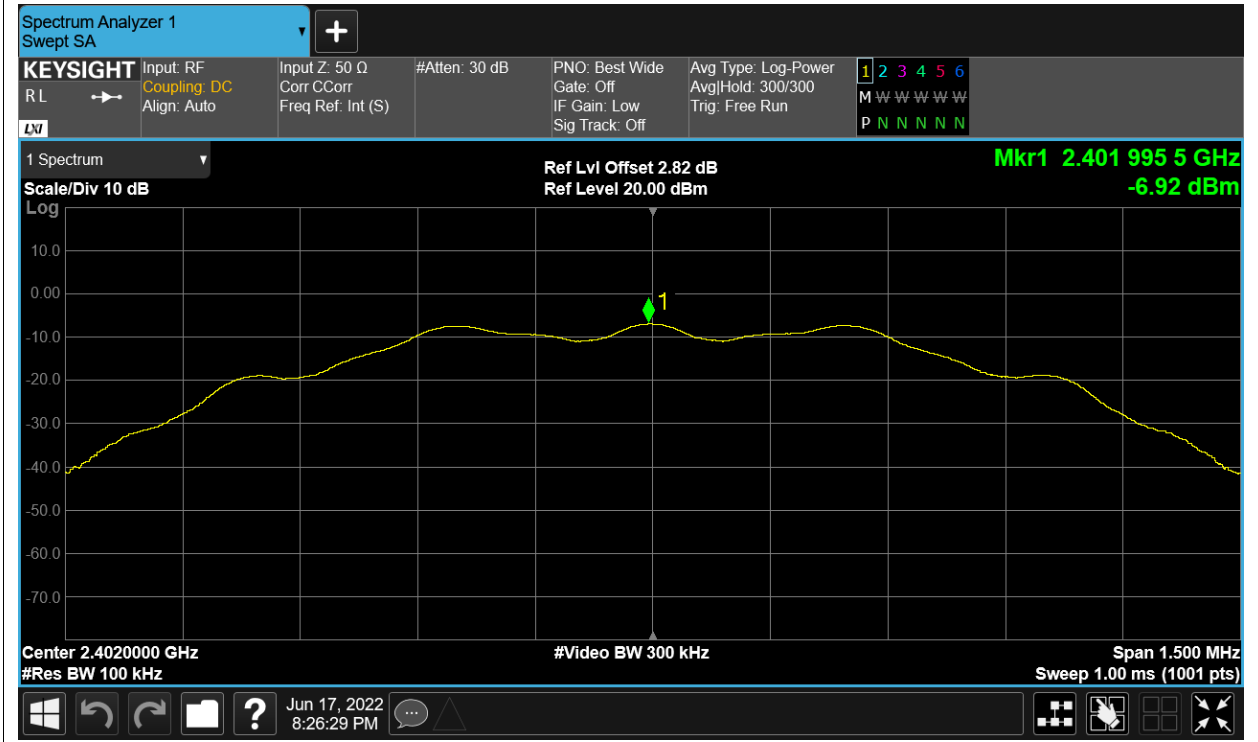 Spectrum Analyzer 1
Swept SA
KEYSIGHT
R L
LXI
Input: RF
Coupling: DC
Align: Auto
Input Z: 50 Ω
Corr CCorr
Freq Ref: Int (S)
#Atten: 30 dB
PNO: Best Wide
Gate: Off
IF Gain: Low
Sig Track: Off
Avg Type: Log-Power
Avg|Hold: 300/300
Trig: Free Run
1 2 3 4 5 6
M W W W W W
P N N N N N
1 Spectrum
Scale/Div 10 dB
Log
Ref Lvl Offset 2.82 dB
Ref Level 20.00 dBm
Mkr1 2.401 995 5 GHz
-6.92 dBm
10.0
0.00
1
-10.0
-20.0
-30.0
-40.0
-50.0
-60.0
-70.0
Center 2.4020000 GHz
#Video BW 300 kHz
Span 1.500 MHz
#Res BW 100 kHz
Sweep 1.00 ms (1001 pts)
?
Jun 17, 2022
8:26:29 PM